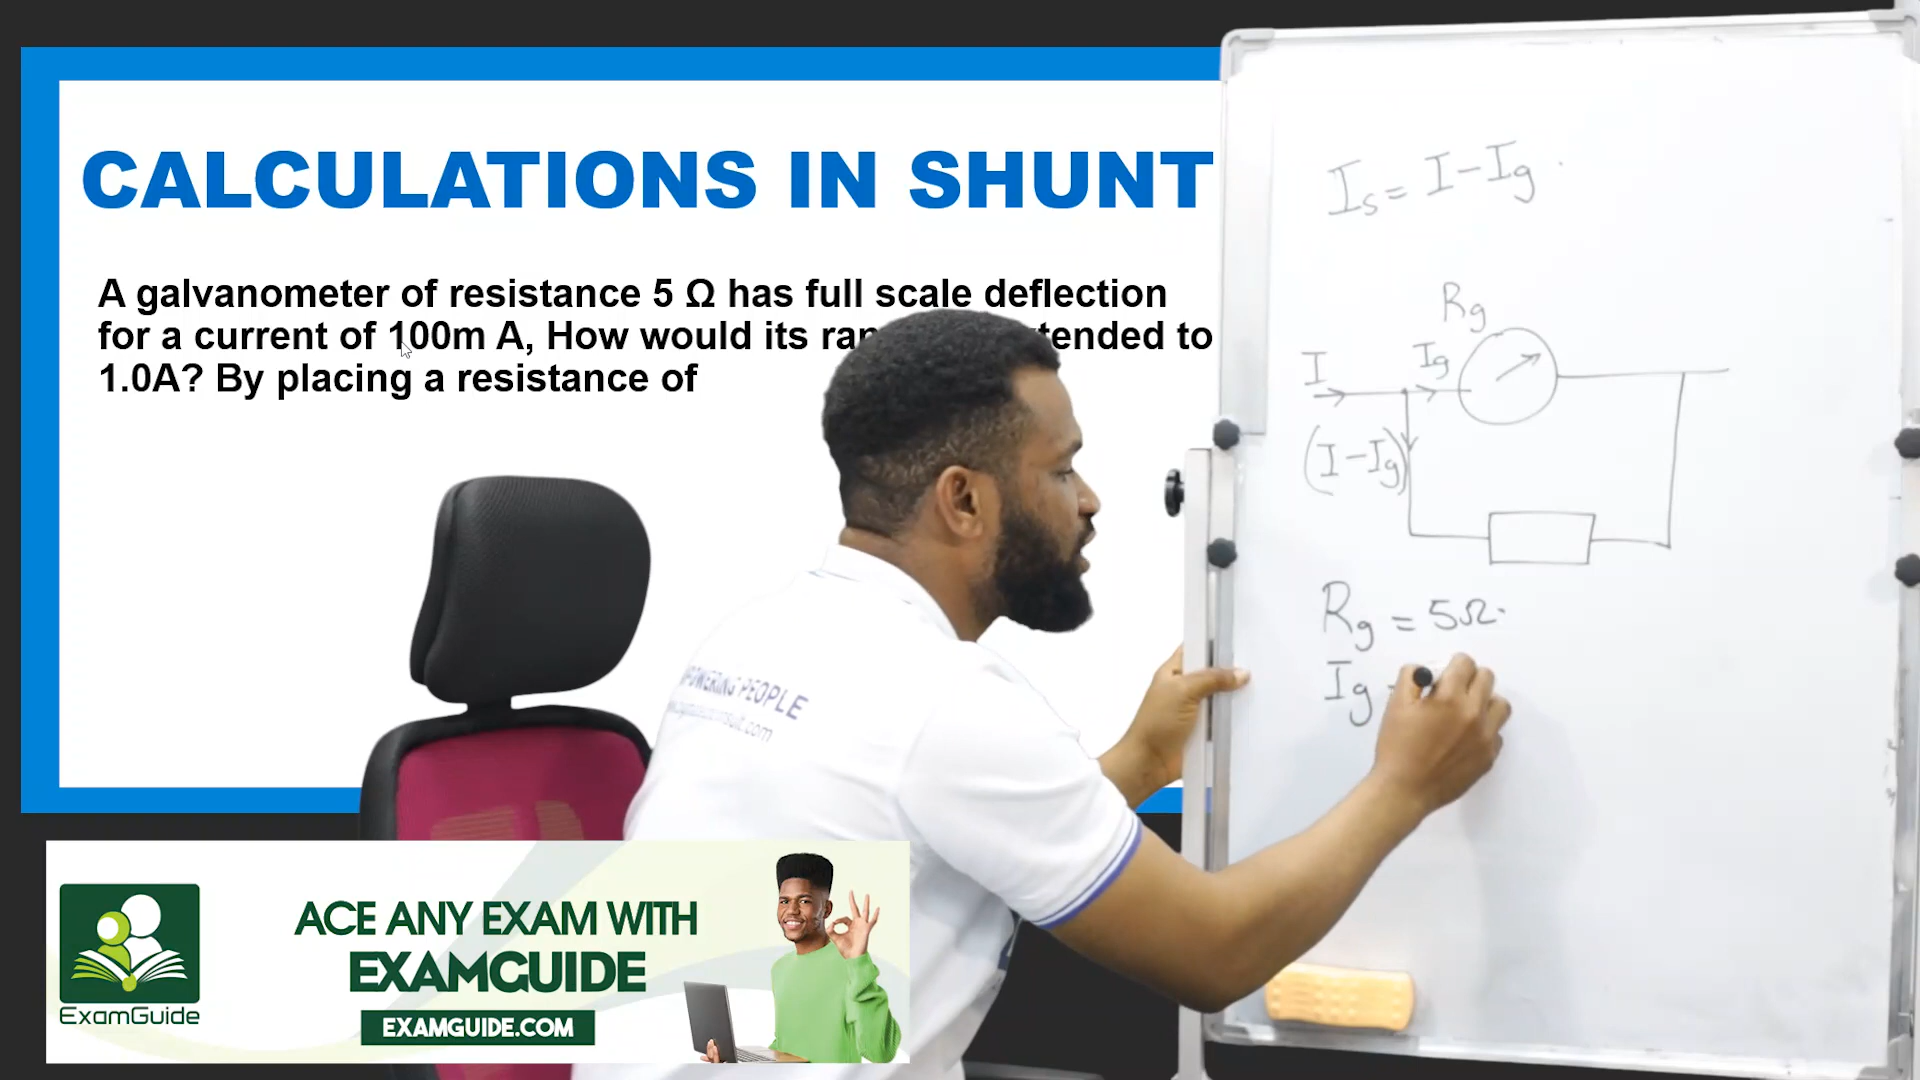 CALCULATIONS IN SHUNT
A galvanometer of resistance 5 Ω has full scale deflection
for a current of 100m A, How would its tended to
1.0A? By placing a resistance of
Is = I-Ig
Rg
I
Ig
(I-Ig)
Rg = 5Ω
Ig =
PEOPLE
ACE ANY EXAM WITH
EXAMGUIDE
EXAMGUIDE.COM
ExamGuide